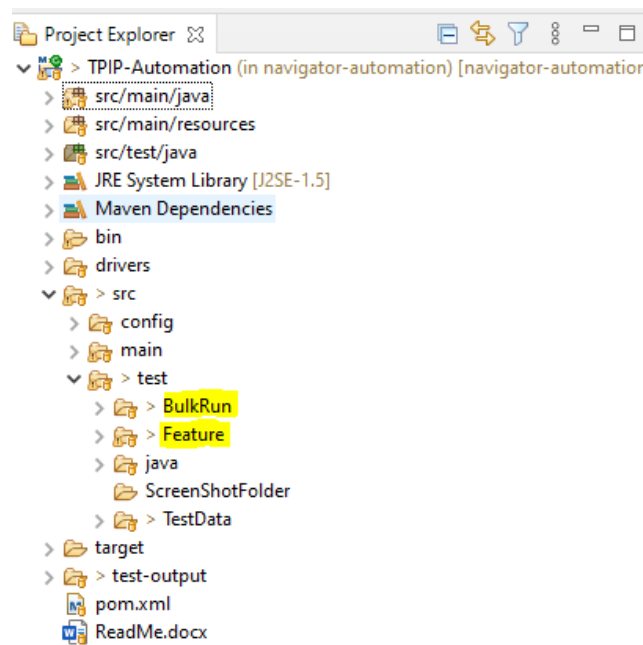 Project Explorer
> TPIP-Automation (in navigator-automation) [navigator-automation
src/main/java
src/main/resources
src/test/java
JRE System Library [J2SE-1.5]
Maven Dependencies
bin
drivers
> src
config
main
> test
> BulkRun
> Feature
java
ScreenShotFolder
> TestData
target
> test-output
pom.xml
ReadMe.docx